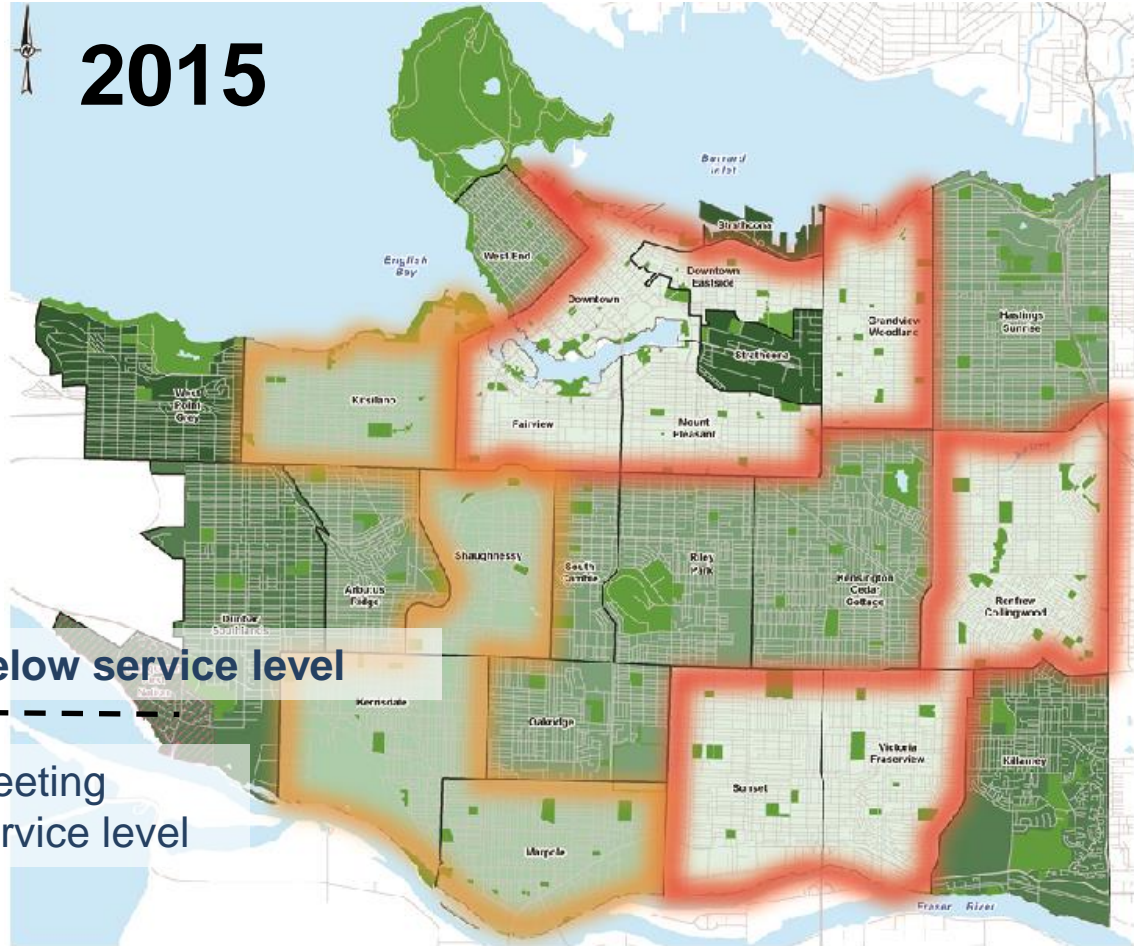 2015
N
Burrard
Inlet
Strathcona
West End
English
Bay
Downtown
Eastside
Downtown
Grandview
Woodland
Hastings
Sunrise
Strathcona
West
Point
Grey
Kitsilano
Fairview
Mount
Pleasant
Shaughnessy
South
Cambie
Riley
Park
Arbutus
Ridge
Kensington
Cedar
Cottage
Renfrew
Collingwood
Dunbar
Southlands
elow service level
Kerrisdale
Oakridge
Victoria
Fraserview
Killarney
Sunset
eeting
rvice level
Marpole
Fraser River